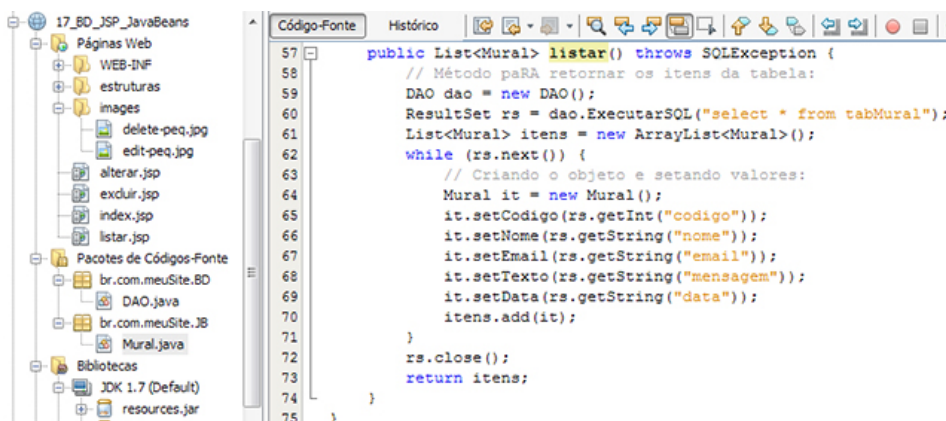 17_BD_JSP_JavaBeans
Páginas Web
WEB-INF
estruturas
images
delete-peq.jpg
edit-peq.jpg
alterar.jsp
excluir.jsp
index.jsp
listar.jsp
Pacotes de Códigos-Fonte
br.com.meuSite.BD
DAO.java
br.com.meuSite.JB
Mural.java
Bibliotecas
JDK 1.7 (Default)
resources.jar
Código-Fonte Histórico
57 public List<Mural> listar() throws SQLException {
58 // Método paRA retornar os itens da tabela:
59 DAO dao = new DAO();
60 ResultSet rs = dao.ExecutarSQL("select * from tabMural");
61 List<Mural> itens = new ArrayList<Mural>();
62 while (rs.next()) {
63 // Criando o objeto e setando valores:
64 Mural it = new Mural();
65 it.setCodigo(rs.getInt("codigo"));
66 it.setNome(rs.getString("nome"));
67 it.setEmail(rs.getString("email"));
68 it.setTexto(rs.getString("mensagem"));
69 it.setData(rs.getString("data"));
70 itens.add(it);
71 }
72 rs.close();
73 return itens;
74 }
75 }